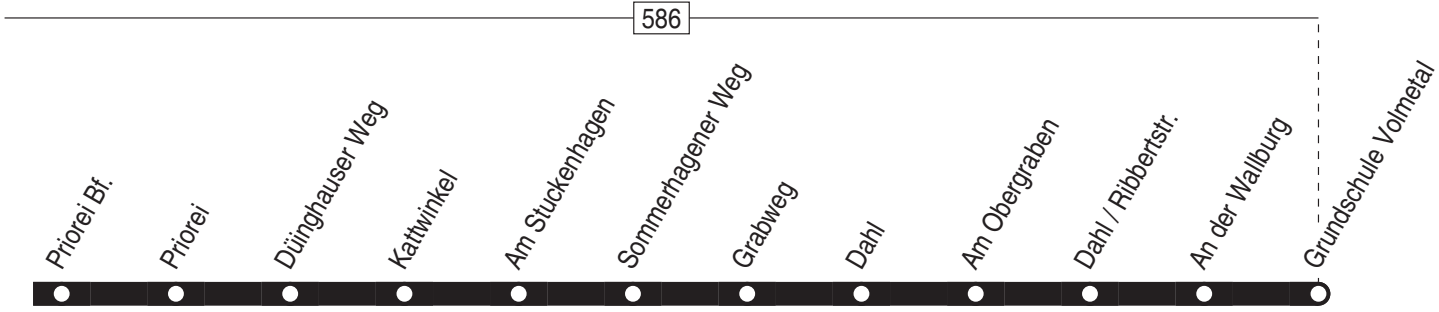 586
Priorei Bf.
Priorei
Düinghauser Weg
Kattwinkel
Am Stuckenhagen
Sommerhagener Weg
Grabweg
Dahl
Am Obergraben
Dahl / Ribbertstr.
An der Wallburg
Grundschule Volmetal